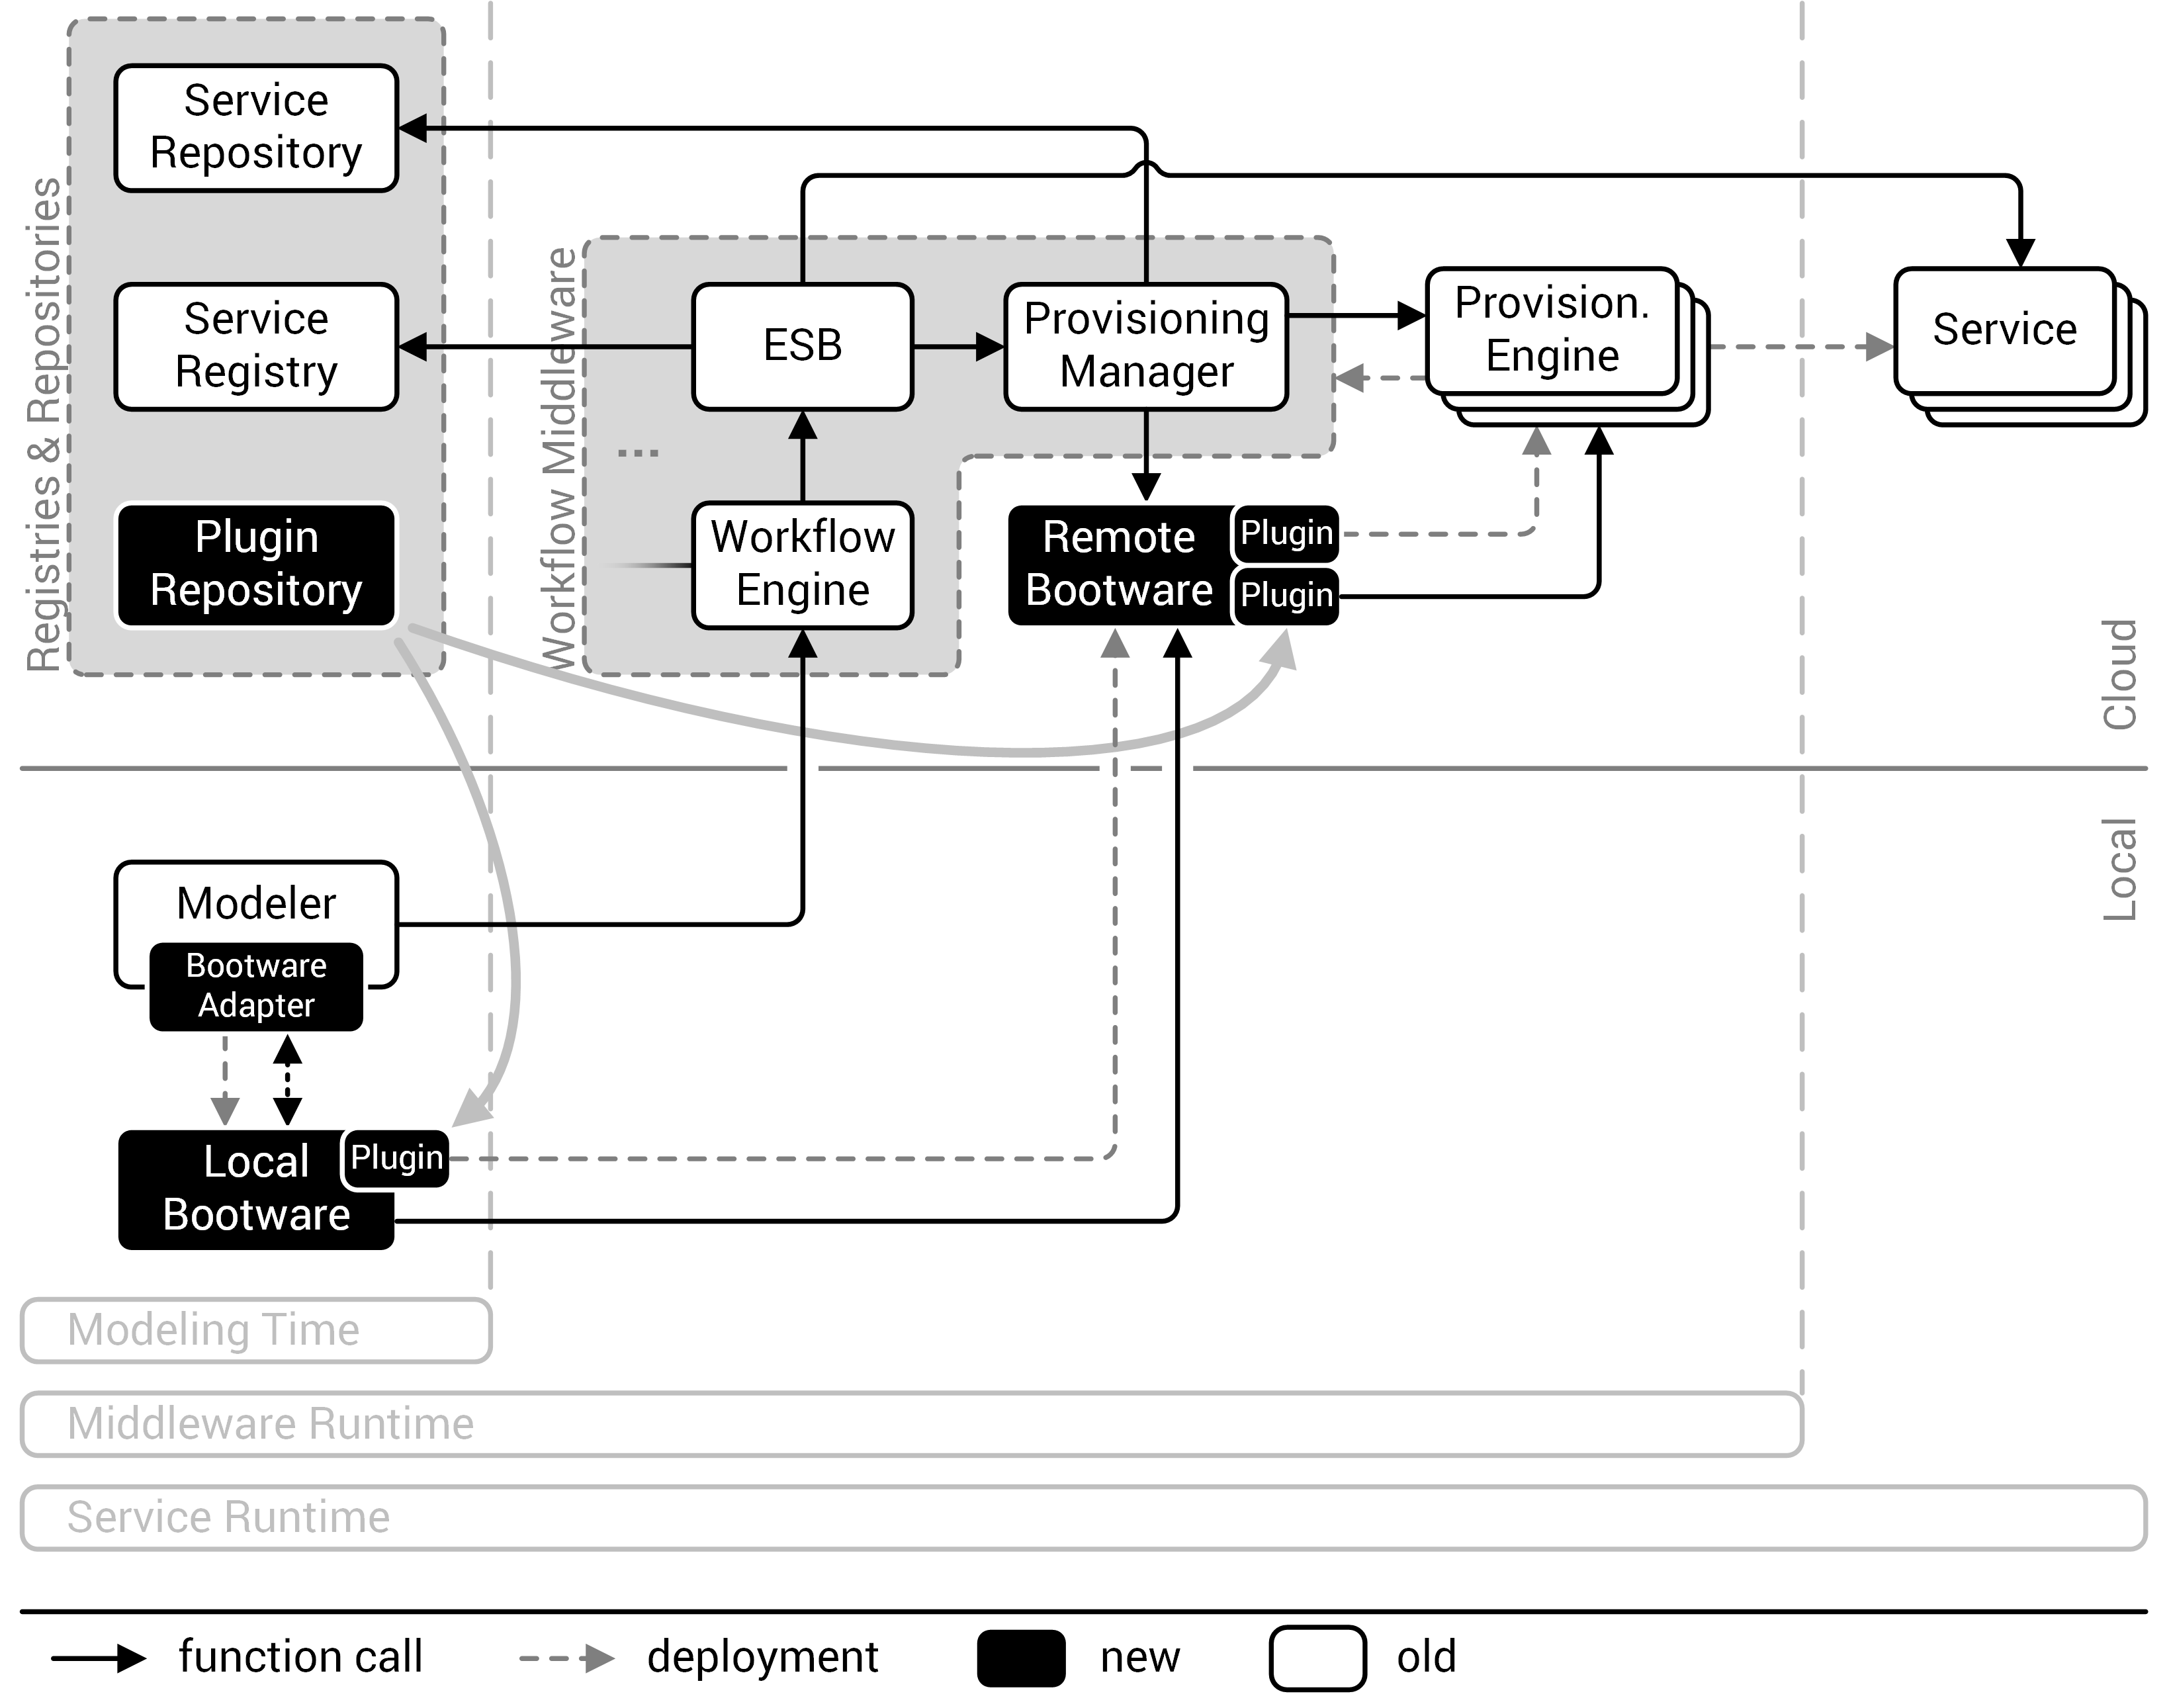 Registries & Repositories
Service
Repository
Service
Registry
Plugin
Repository
Workflow Middleware
ESB
Provisioning
Manager
Provision.
Engine
Service
...
Workflow
Engine
Remote
Bootware
Plugin
Plugin
Cloud
Local
Modeler
Bootware
Adapter
Local
Bootware
Plugin
Modeling Time
Middleware Runtime
Service Runtime
function call
deployment
new
old